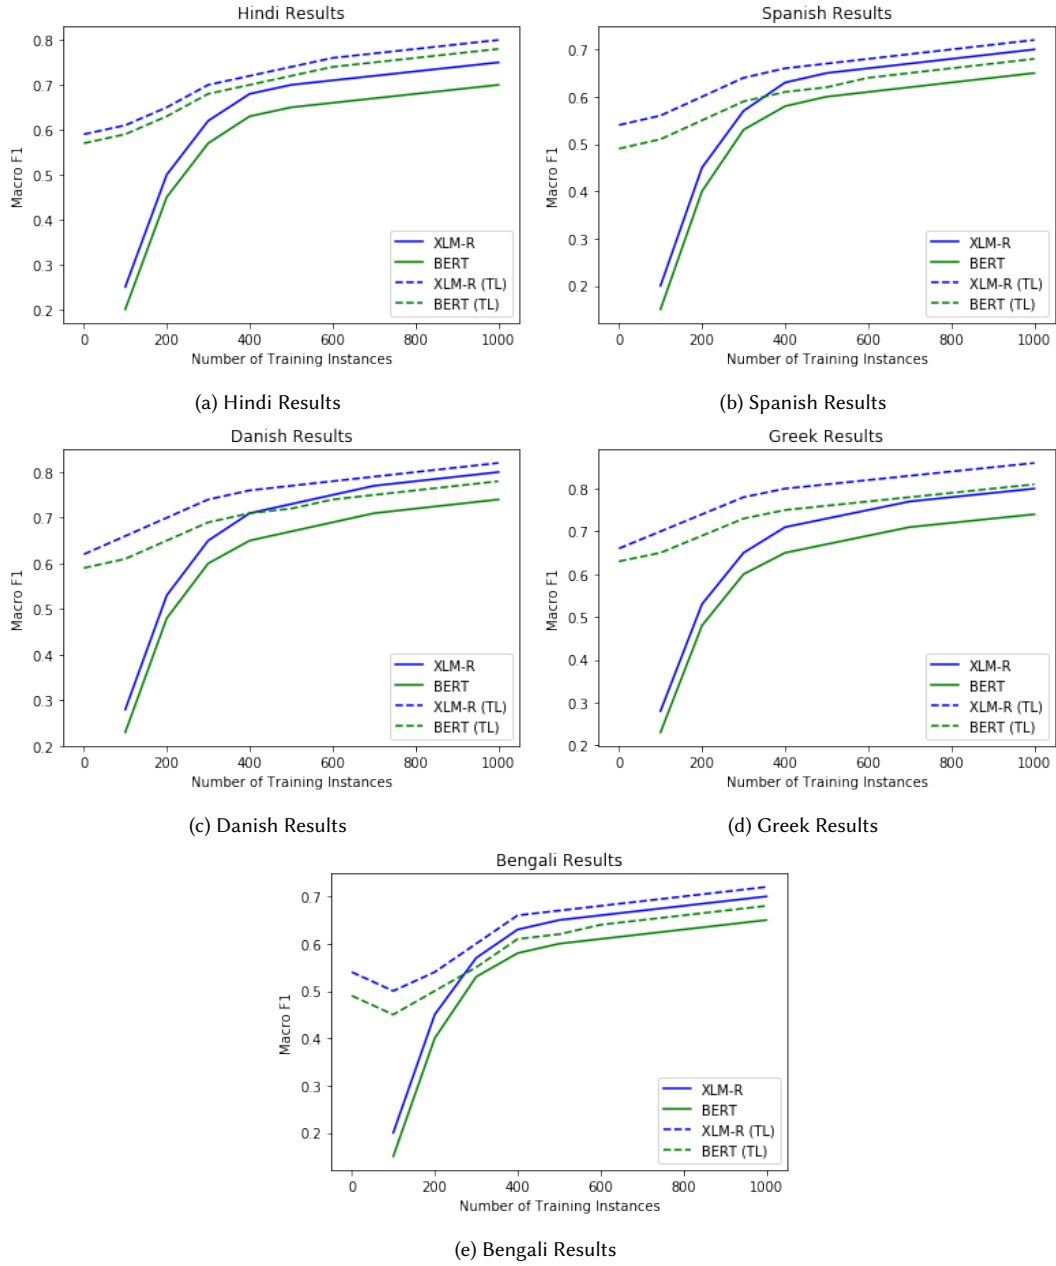 Hindi Results
Macro F1
0.8
0.7
0.6
0.5
0.4
0.3
0.2
0 200 400 600 800 1000
Number of Training Instances
XLM-R
BERT
XLM-R (TL)
BERT (TL)
(a) Hindi Results
Spanish Results
Macro F1
0.7
0.6
0.5
0.4
0.3
0.2
0 200 400 600 800 1000
Number of Training Instances
XLM-R
BERT
XLM-R (TL)
BERT (TL)
(b) Spanish Results
Danish Results
Macro F1
0.8
0.7
0.6
0.5
0.4
0.3
0.2
0 200 400 600 800 1000
Number of Training Instances
XLM-R
BERT
XLM-R (TL)
BERT (TL)
(c) Danish Results
Greek Results
Macro F1
0.8
0.7
0.6
0.5
0.4
0.3
0.2
0 200 400 600 800 1000
Number of Training Instances
XLM-R
BERT
XLM-R (TL)
BERT (TL)
(d) Greek Results
Bengali Results
Macro F1
0.7
0.6
0.5
0.4
0.3
0.2
0 200 400 600 800 1000
Number of Training Instances
XLM-R
BERT
XLM-R (TL)
BERT (TL)
(e) Bengali Results